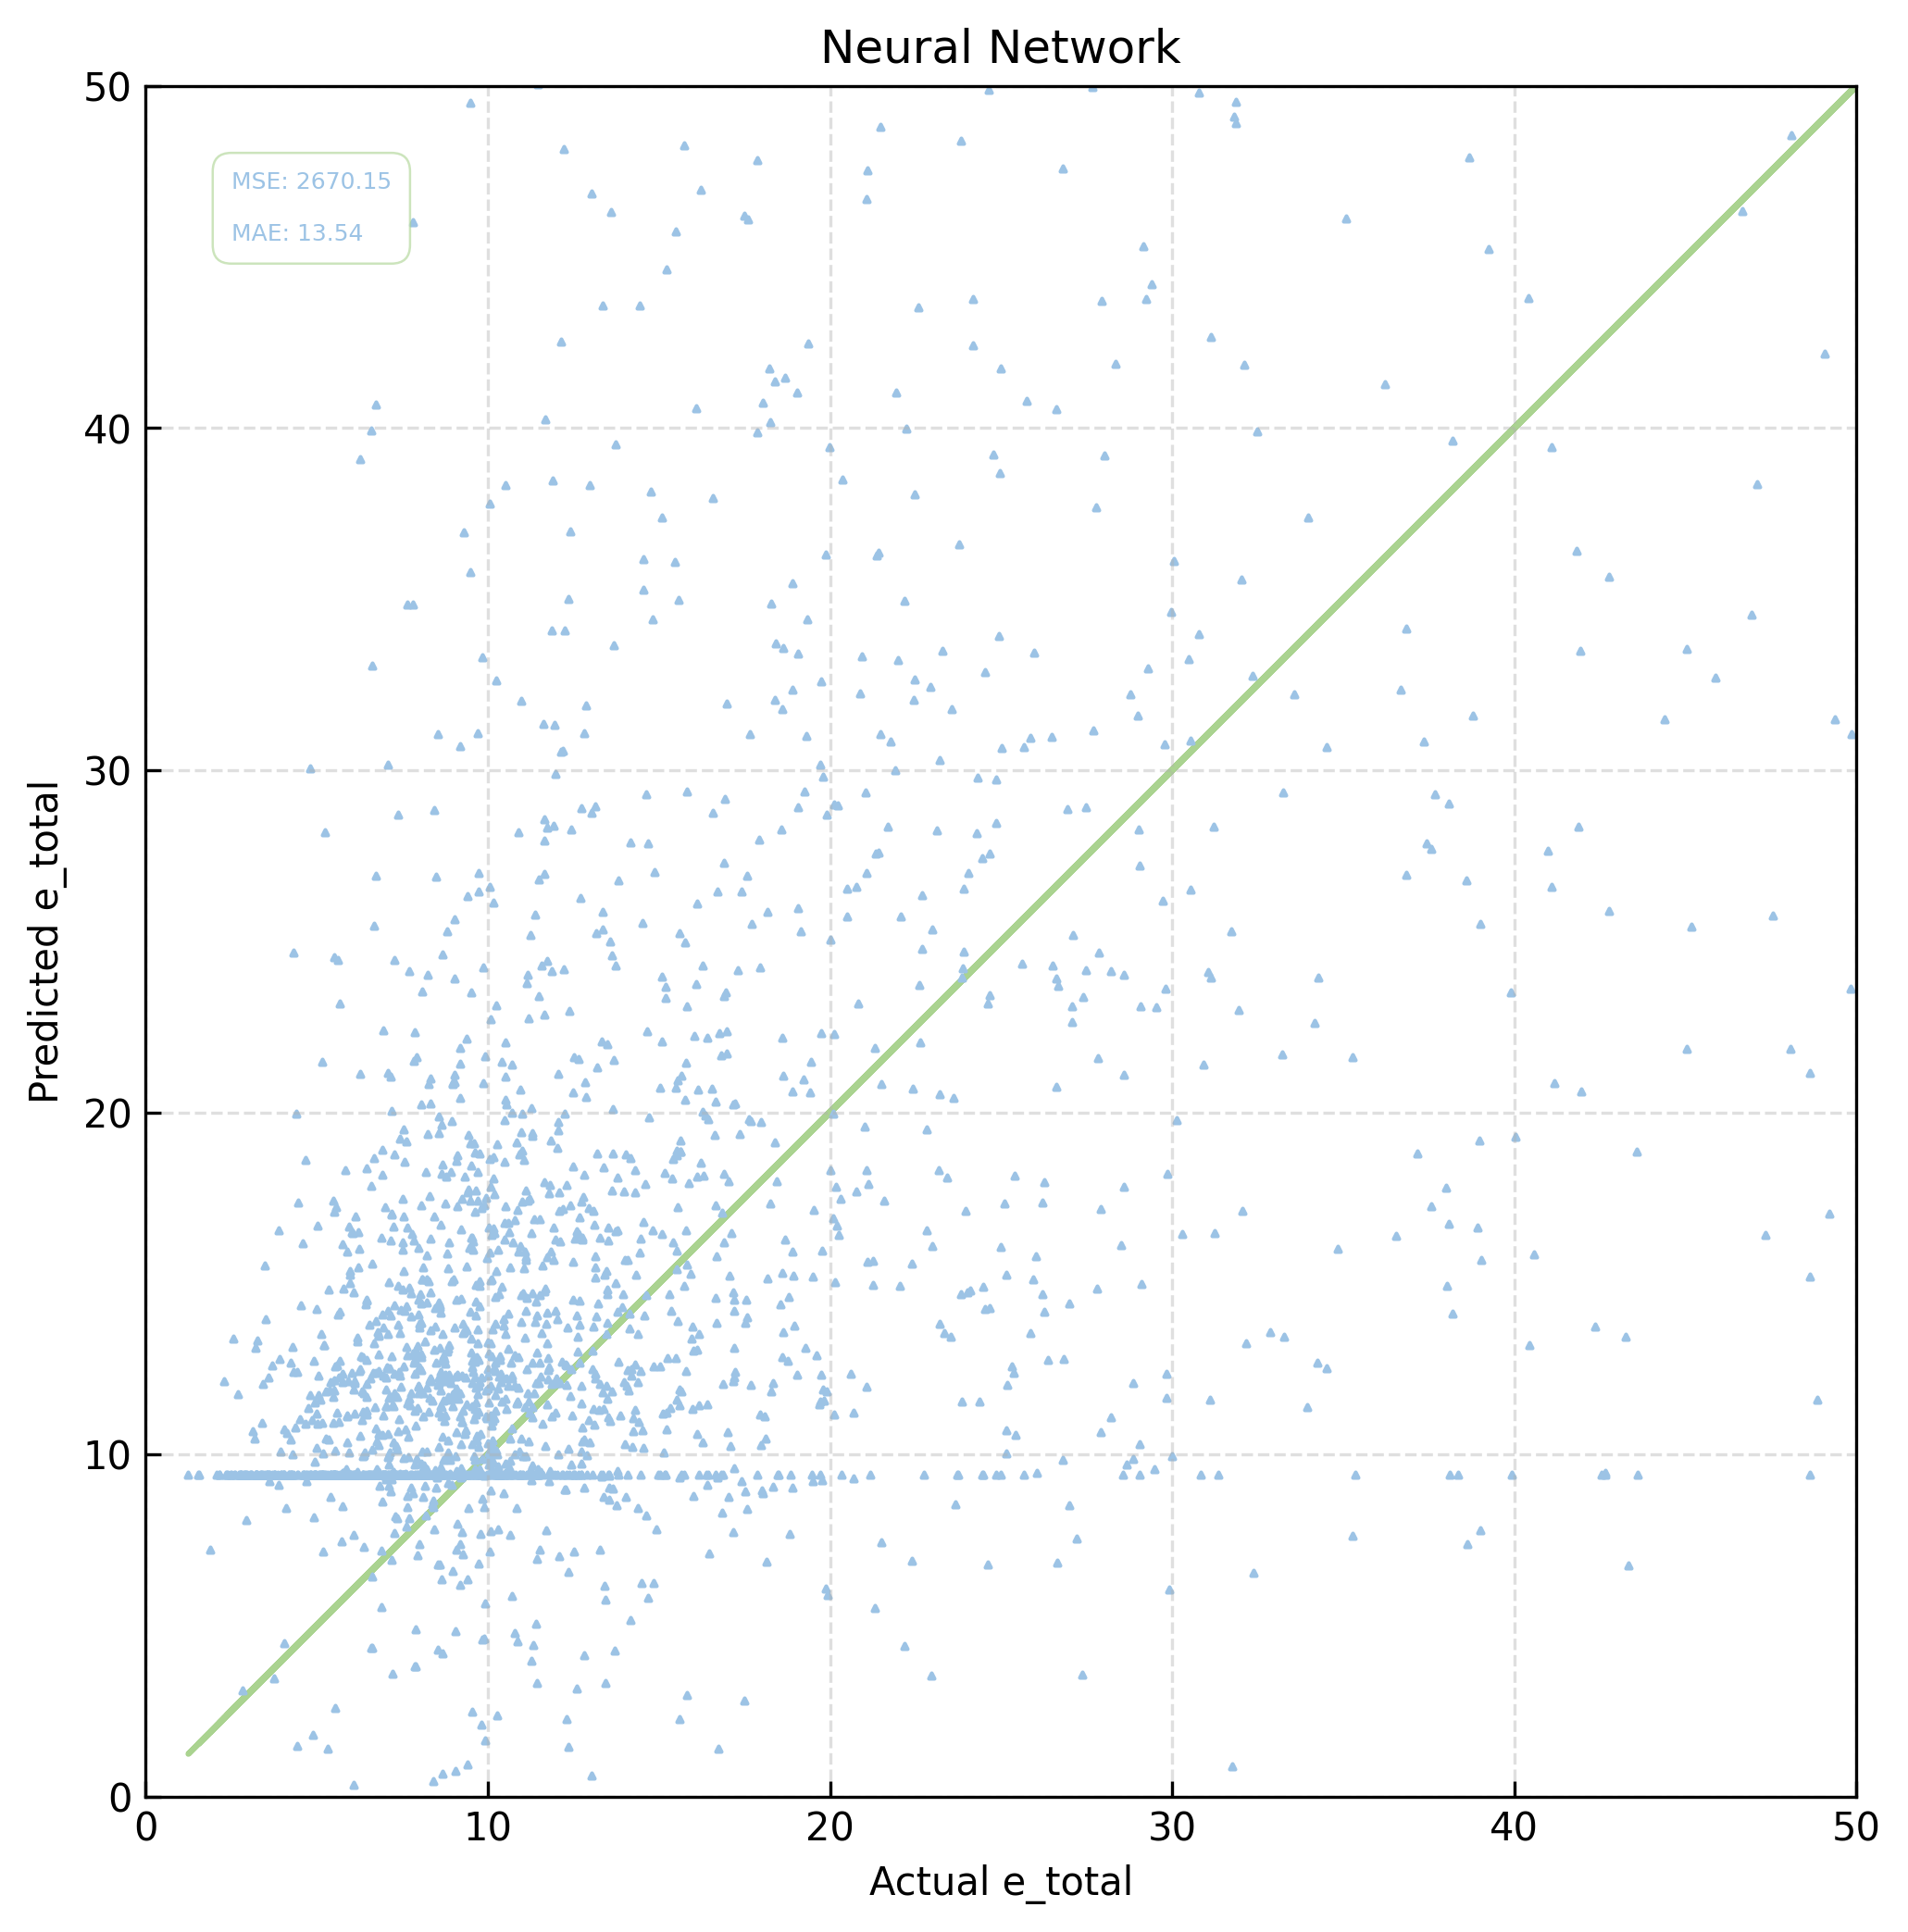 Neural Network
MSE: 2670.15
MAE: 13.54
50
40
30
20
10
0
Predicted e_total
0 10 20 30 40 50
Actual e_total